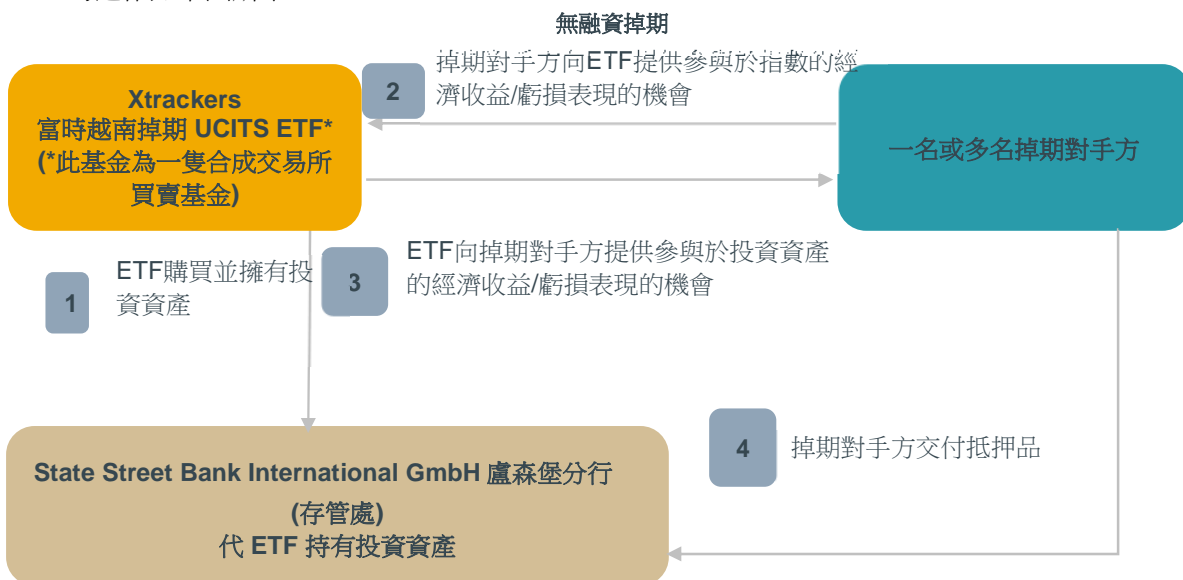 無融資掉期
掉期對手方向ETF提供參與於指數的經
濟收益/虧損表現的機會
2
Xtrackers
富時越南掉期 UCITS ETF*
(*此基金為一隻合成交易所
買賣基金)
一名或多名掉期對手方
1
ETF購買並擁有投
資資產
3
ETF向掉期對手方提供參與於投資資產
的經濟收益/虧損表現的機會
4
掉期對手方交付抵押品
State Street Bank International GmbH 盧森堡分行
(存管處)
代 ETF 持有投資資產